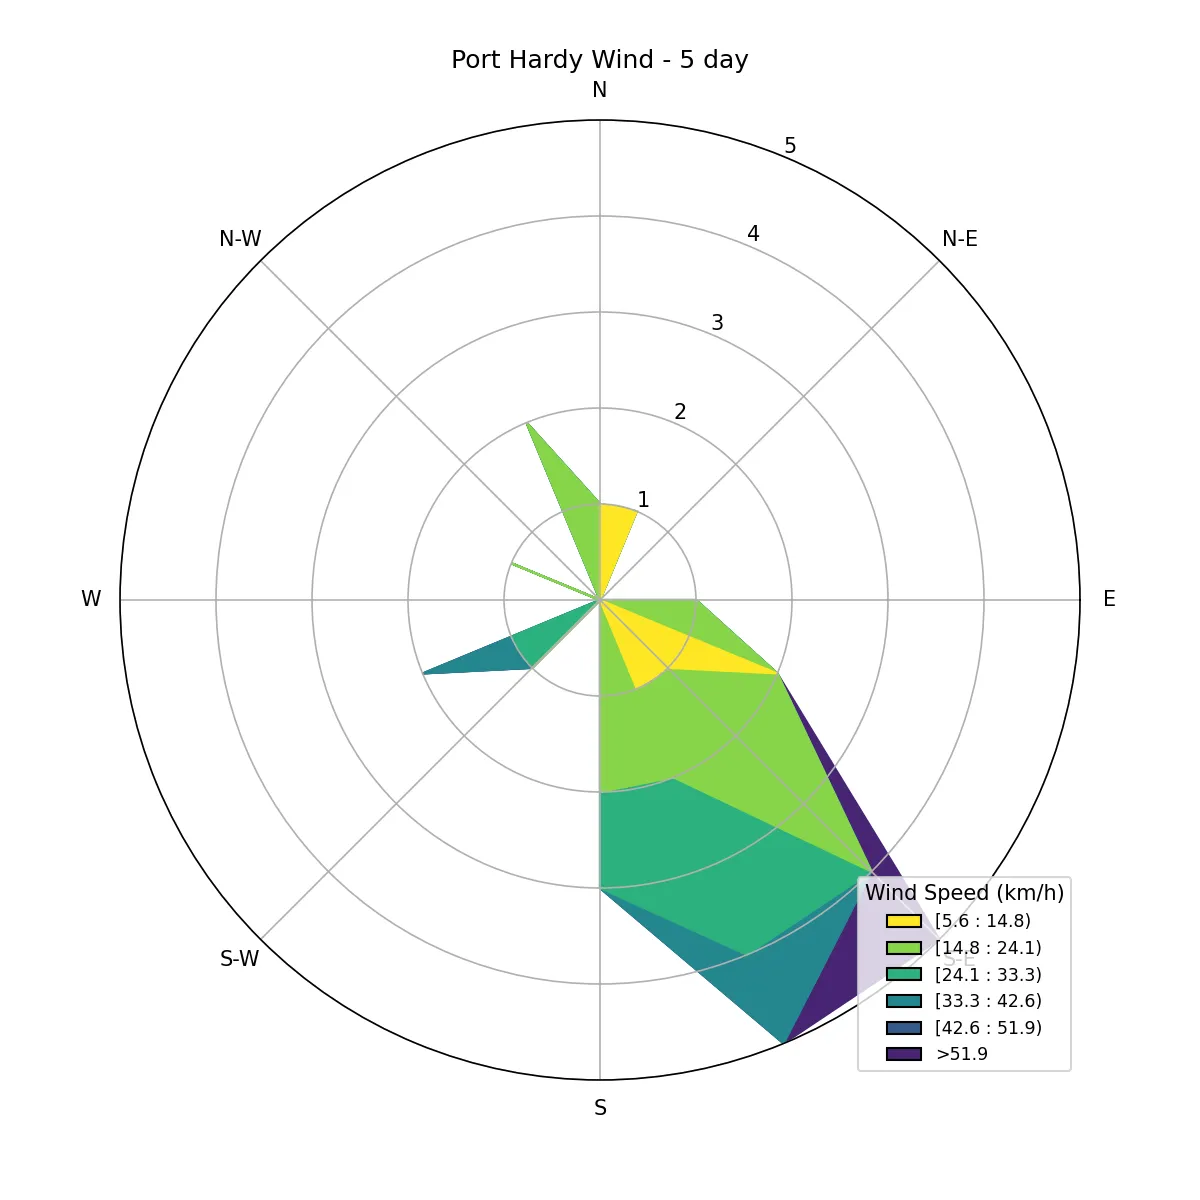 Port Hardy Wind - 5 day
N
5
N-W
4
N-E
3
2
1
W
E
Wind Speed (km/h)
[5.6 : 14.8)
[14.8 : 24.1)
S-W
S-E
[24.1 : 33.3)
[33.3 : 42.6)
[42.6 : 51.9)
>51.9
S